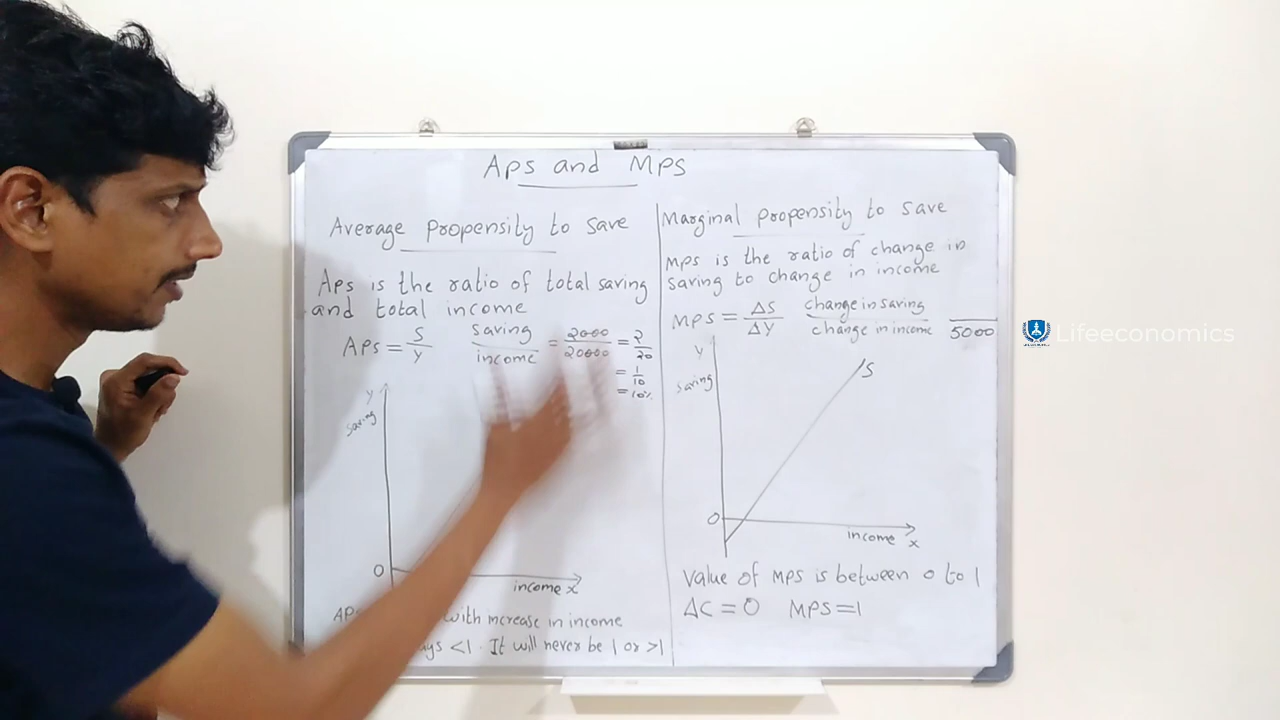 APS and MPS
Average propensity to save
APS is the ratio of total saving
and total income
APS = S/Y saving/income = 2000/20000 = 2/20
= 1/10
= 10%
Y
saving
O
income x
APS with increase in income
ays <1. It will never be 1 or >1
Marginal propensity to save
MPS is the ratio of change in
saving to change in income
MPS = ΔS/ΔY change in saving/change in income 5000
Y
saving
S
O
income x
Value of MPS is between 0 to 1
ΔC = 0 MPS = 1
Lifeeconomics